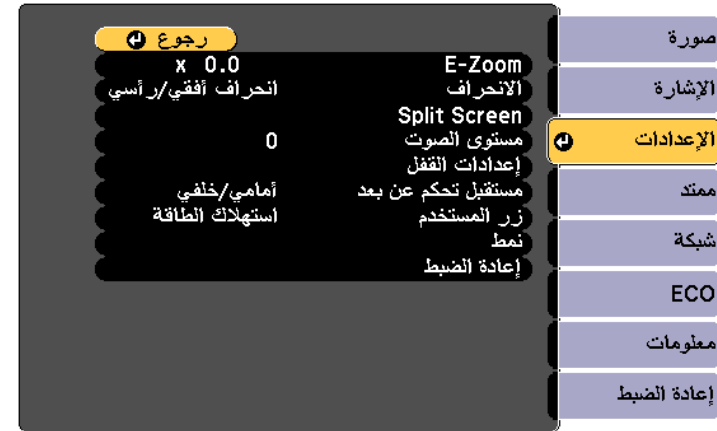 صورة
الإشارة
الإعدادات
ممتد
شبكة
ECO
معلومات
إعادة الضبط
رجوع
E-Zoom x 0.0
الانحراف انحراف أفقي/رأسي
Split Screen
مستوى الصوت 0
إعدادات القفل
مستقبل تحكم عن بعد أمامي/خلفي
زر المستخدم استهلاك الطاقة
نمط
إعادة الضبط